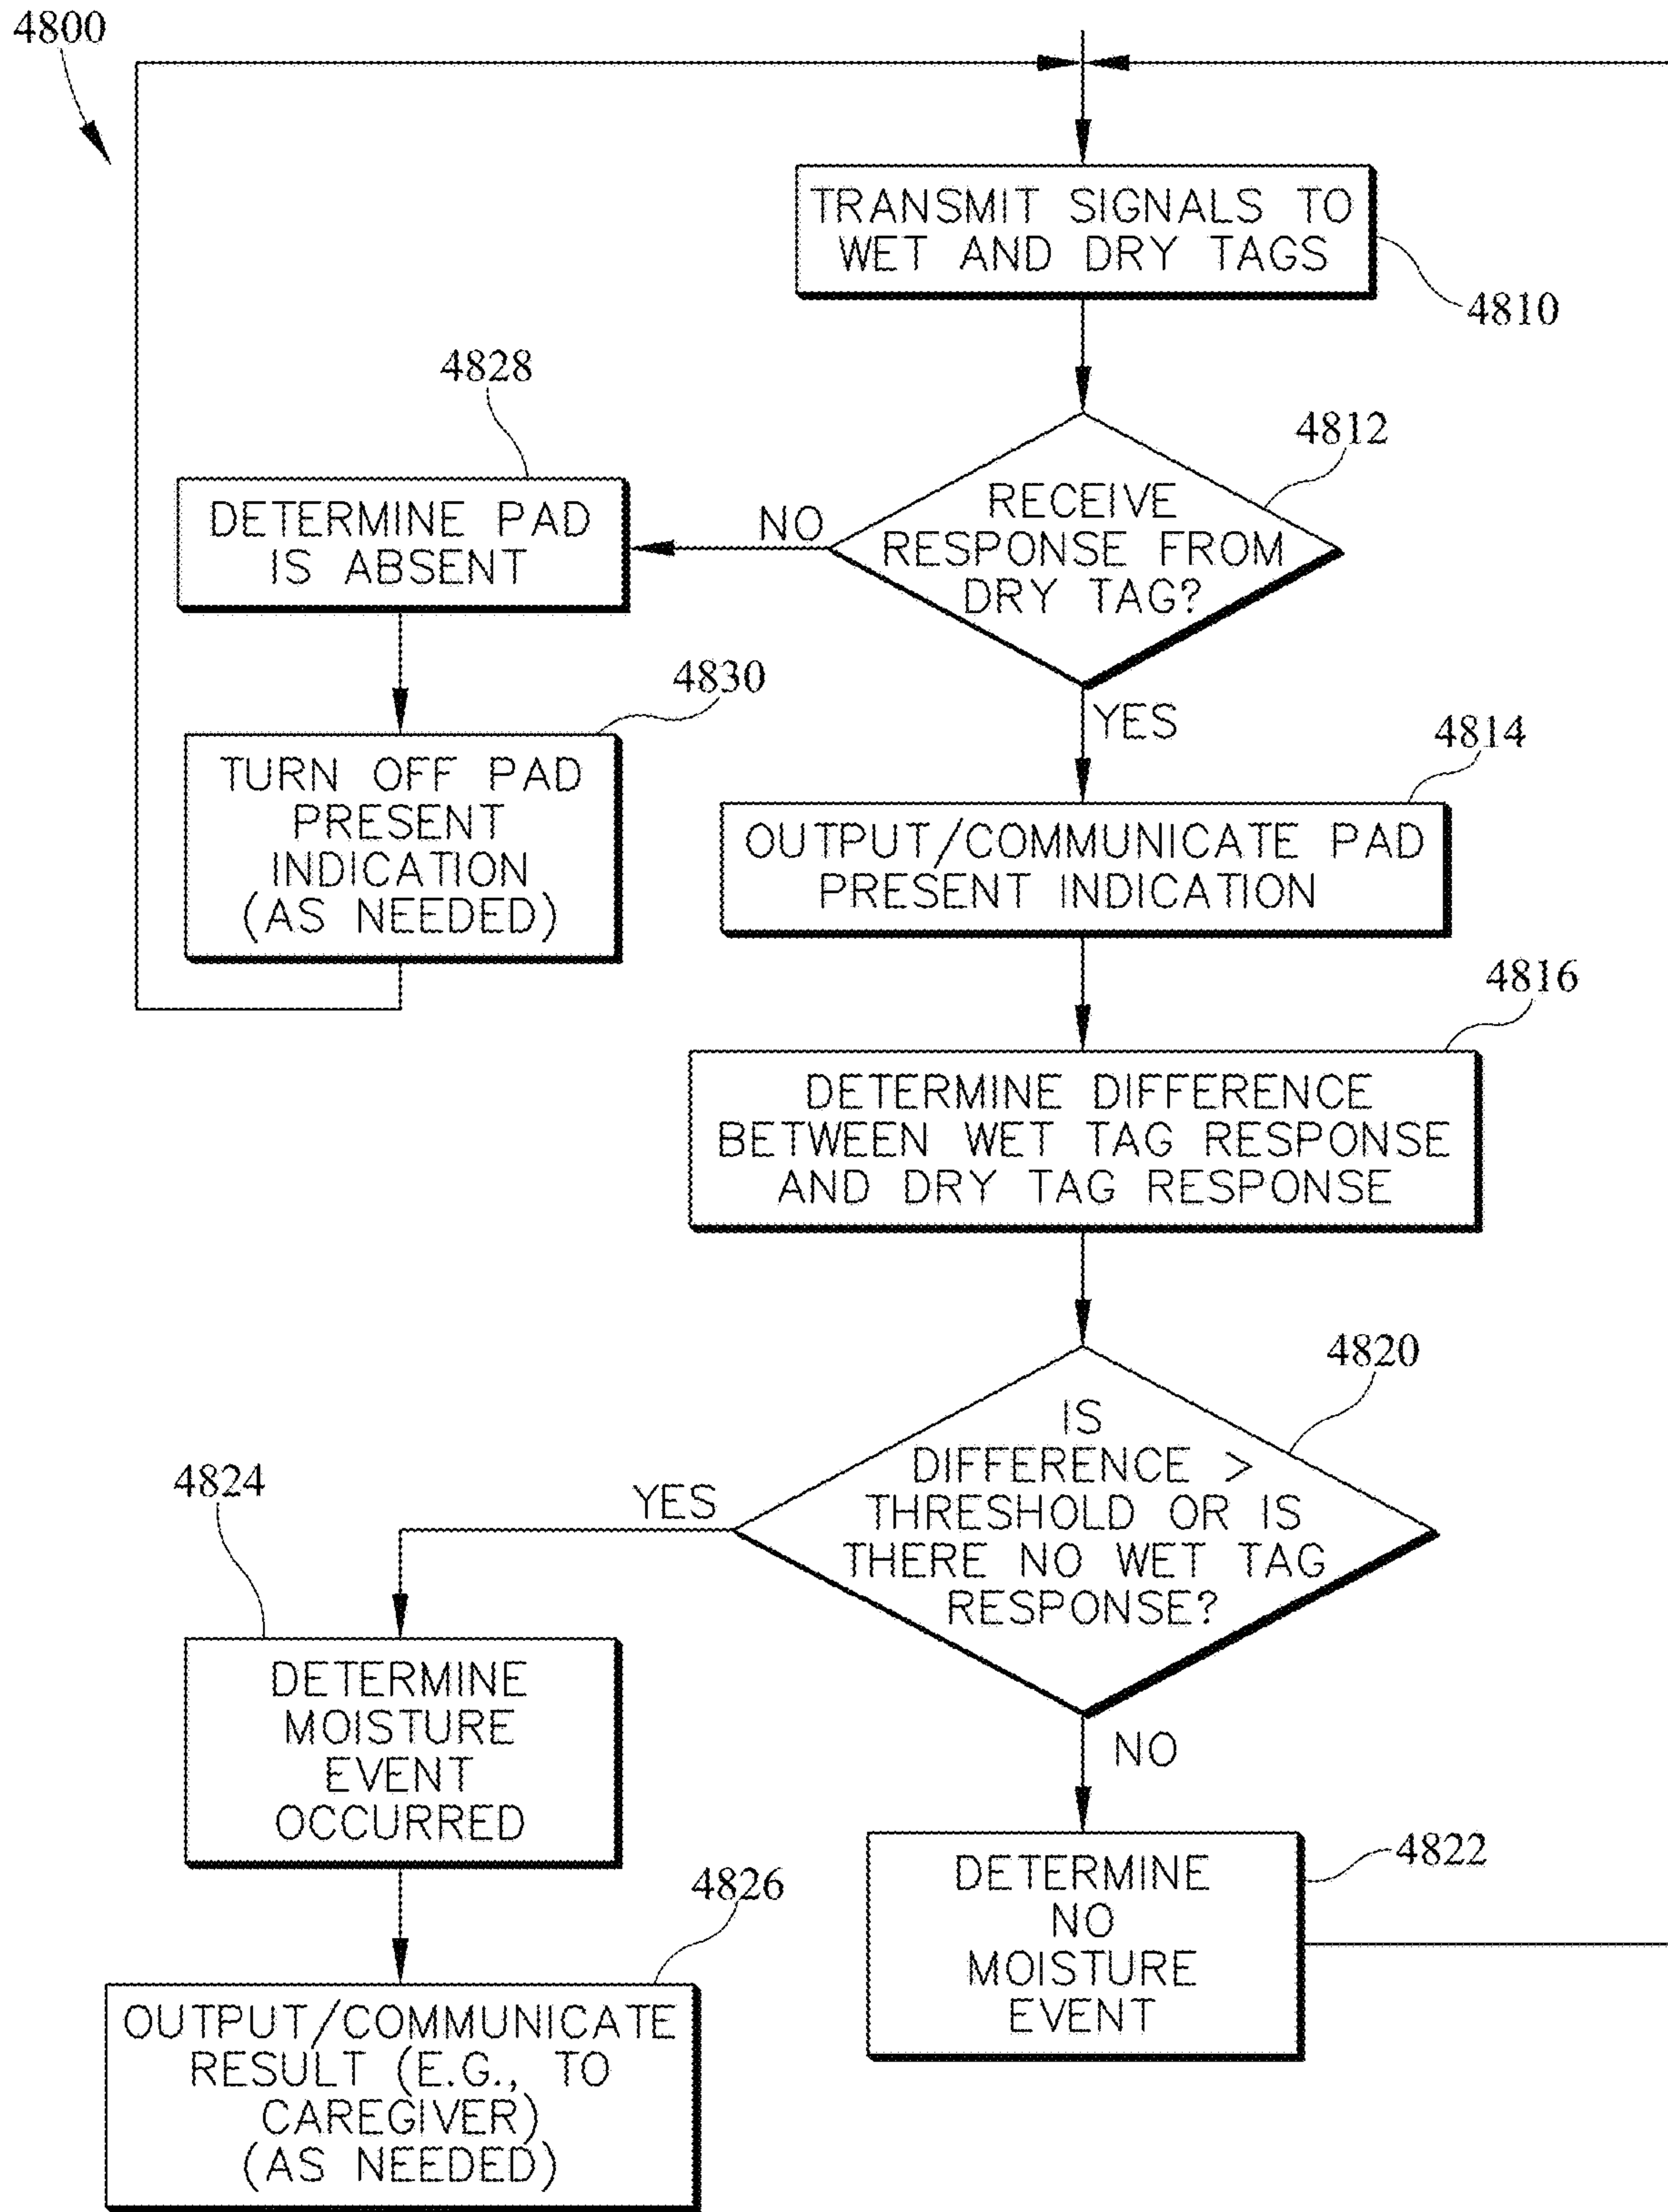 4800
TRANSMIT SIGNALS TO
WET AND DRY TAGS
4810
4812
RECEIVE
RESPONSE FROM
DRY TAG?
NO
4828
DETERMINE PAD
IS ABSENT
4830
TURN OFF PAD
PRESENT
INDICATION
(AS NEEDED)
YES
4814
OUTPUT/COMMUNICATE PAD
PRESENT INDICATION
4816
DETERMINE DIFFERENCE
BETWEEN WET TAG RESPONSE
AND DRY TAG RESPONSE
4820
IS
DIFFERENCE >
THRESHOLD OR IS
THERE NO WET TAG
RESPONSE?
YES
4824
DETERMINE
MOISTURE
EVENT
OCCURRED
4826
OUTPUT/COMMUNICATE
RESULT (E.G., TO
CAREGIVER)
(AS NEEDED)
NO
4822
DETERMINE
NO
MOISTURE
EVENT